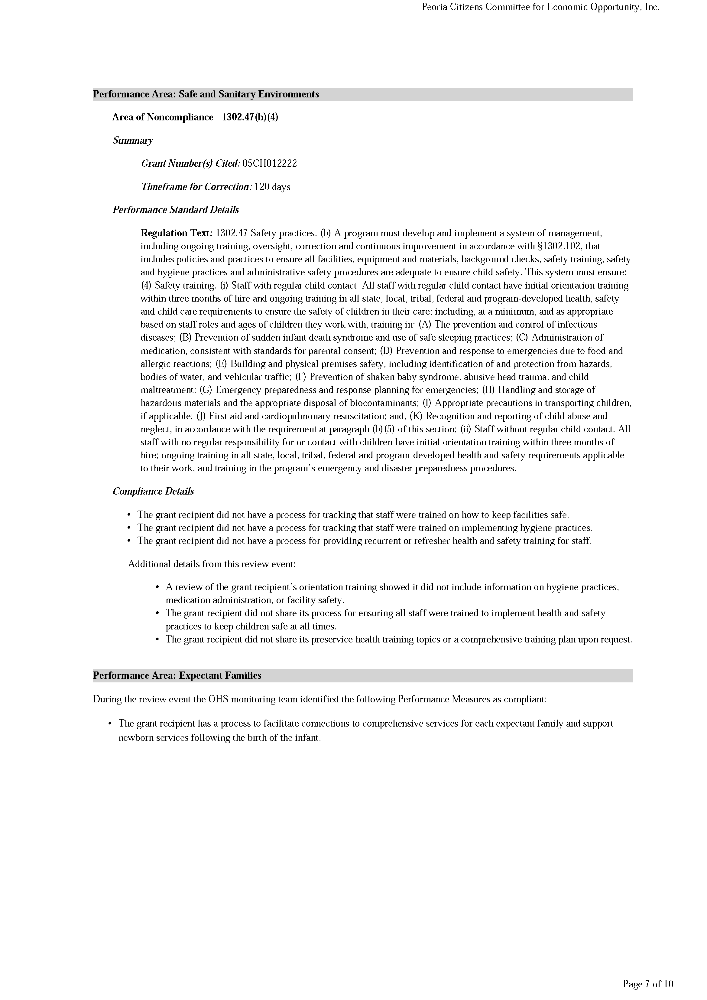 Peoria Citizens Committee for Economic Opportunity, Inc.
Performance Area: Safe and Sanitary Environments
Area of Noncompliance - 1302.47(b)(4)
Summary
Grant Number(s) Cited: 05CH012222
Timeframe for Correction: 120 days
Performance Standard Details
Regulation Text: 1302.47 Safety practices. (b) A program must develop and implement a system of management,
including ongoing training, oversight, correction and continuous improvement in accordance with §1302.102, that
includes policies and practices to ensure all facilities, equipment and materials, background checks, safety training, safety
and hygiene practices and administrative safety procedures are adequate to ensure child safety. This system must ensure:
(4) Safety training. (i) Staff with regular child contact. All staff with regular child contact have initial orientation training
within three months of hire and ongoing training in all state, local, tribal, federal and program-developed health, safety
and child care requirements to ensure the safety of children in their care; including, at a minimum, and as appropriate
based on staff roles and ages of children they work with, training in: (A) The prevention and control of infectious
diseases; (B) Prevention of sudden infant death syndrome and use of safe sleeping practices; (C) Administration of
medication, consistent with standards for parental consent; (D) Prevention and response to emergencies due to food and
allergic reactions; (E) Building and physical premises safety, including identification of and protection from hazards,
bodies of water, and vehicular traffic; (F) Prevention of shaken baby syndrome, abusive head trauma, and child
maltreatment; (G) Emergency preparedness and response planning for emergencies; (H) Handling and storage of
hazardous materials and the appropriate disposal of biocontaminants; (I) Appropriate precautions in transporting children,
if applicable; (J) First aid and cardiopulmonary resuscitation; and, (K) Recognition and reporting of child abuse and
neglect, in accordance with the requirement at paragraph (b)(5) of this section; (ii) Staff without regular child contact. All
staff with no regular responsibility for or contact with children have initial orientation training within three months of
hire; ongoing training in all state, local, tribal, federal and program-developed health and safety requirements applicable
to their work; and training in the program's emergency and disaster preparedness procedures.
Compliance Details
• The grant recipient did not have a process for tracking that staff were trained on how to keep facilities safe.
• The grant recipient did not have a process for tracking that staff were trained on implementing hygiene practices.
• The grant recipient did not have a process for providing recurrent or refresher health and safety training for staff.
Additional details from this review event:
• A review of the grant recipient's orientation training showed it did not include information on hygiene practices,
medication administration, or facility safety.
• The grant recipient did not share its process for ensuring all staff were trained to implement health and safety
practices to keep children safe at all times.
• The grant recipient did not share its preservice health training topics or a comprehensive training plan upon request.
Performance Area: Expectant Families
During the review event the OHS monitoring team identified the following Performance Measures as compliant:
• The grant recipient has a process to facilitate connections to comprehensive services for each expectant family and support
newborn services following the birth of the infant.
Page 7 of 10